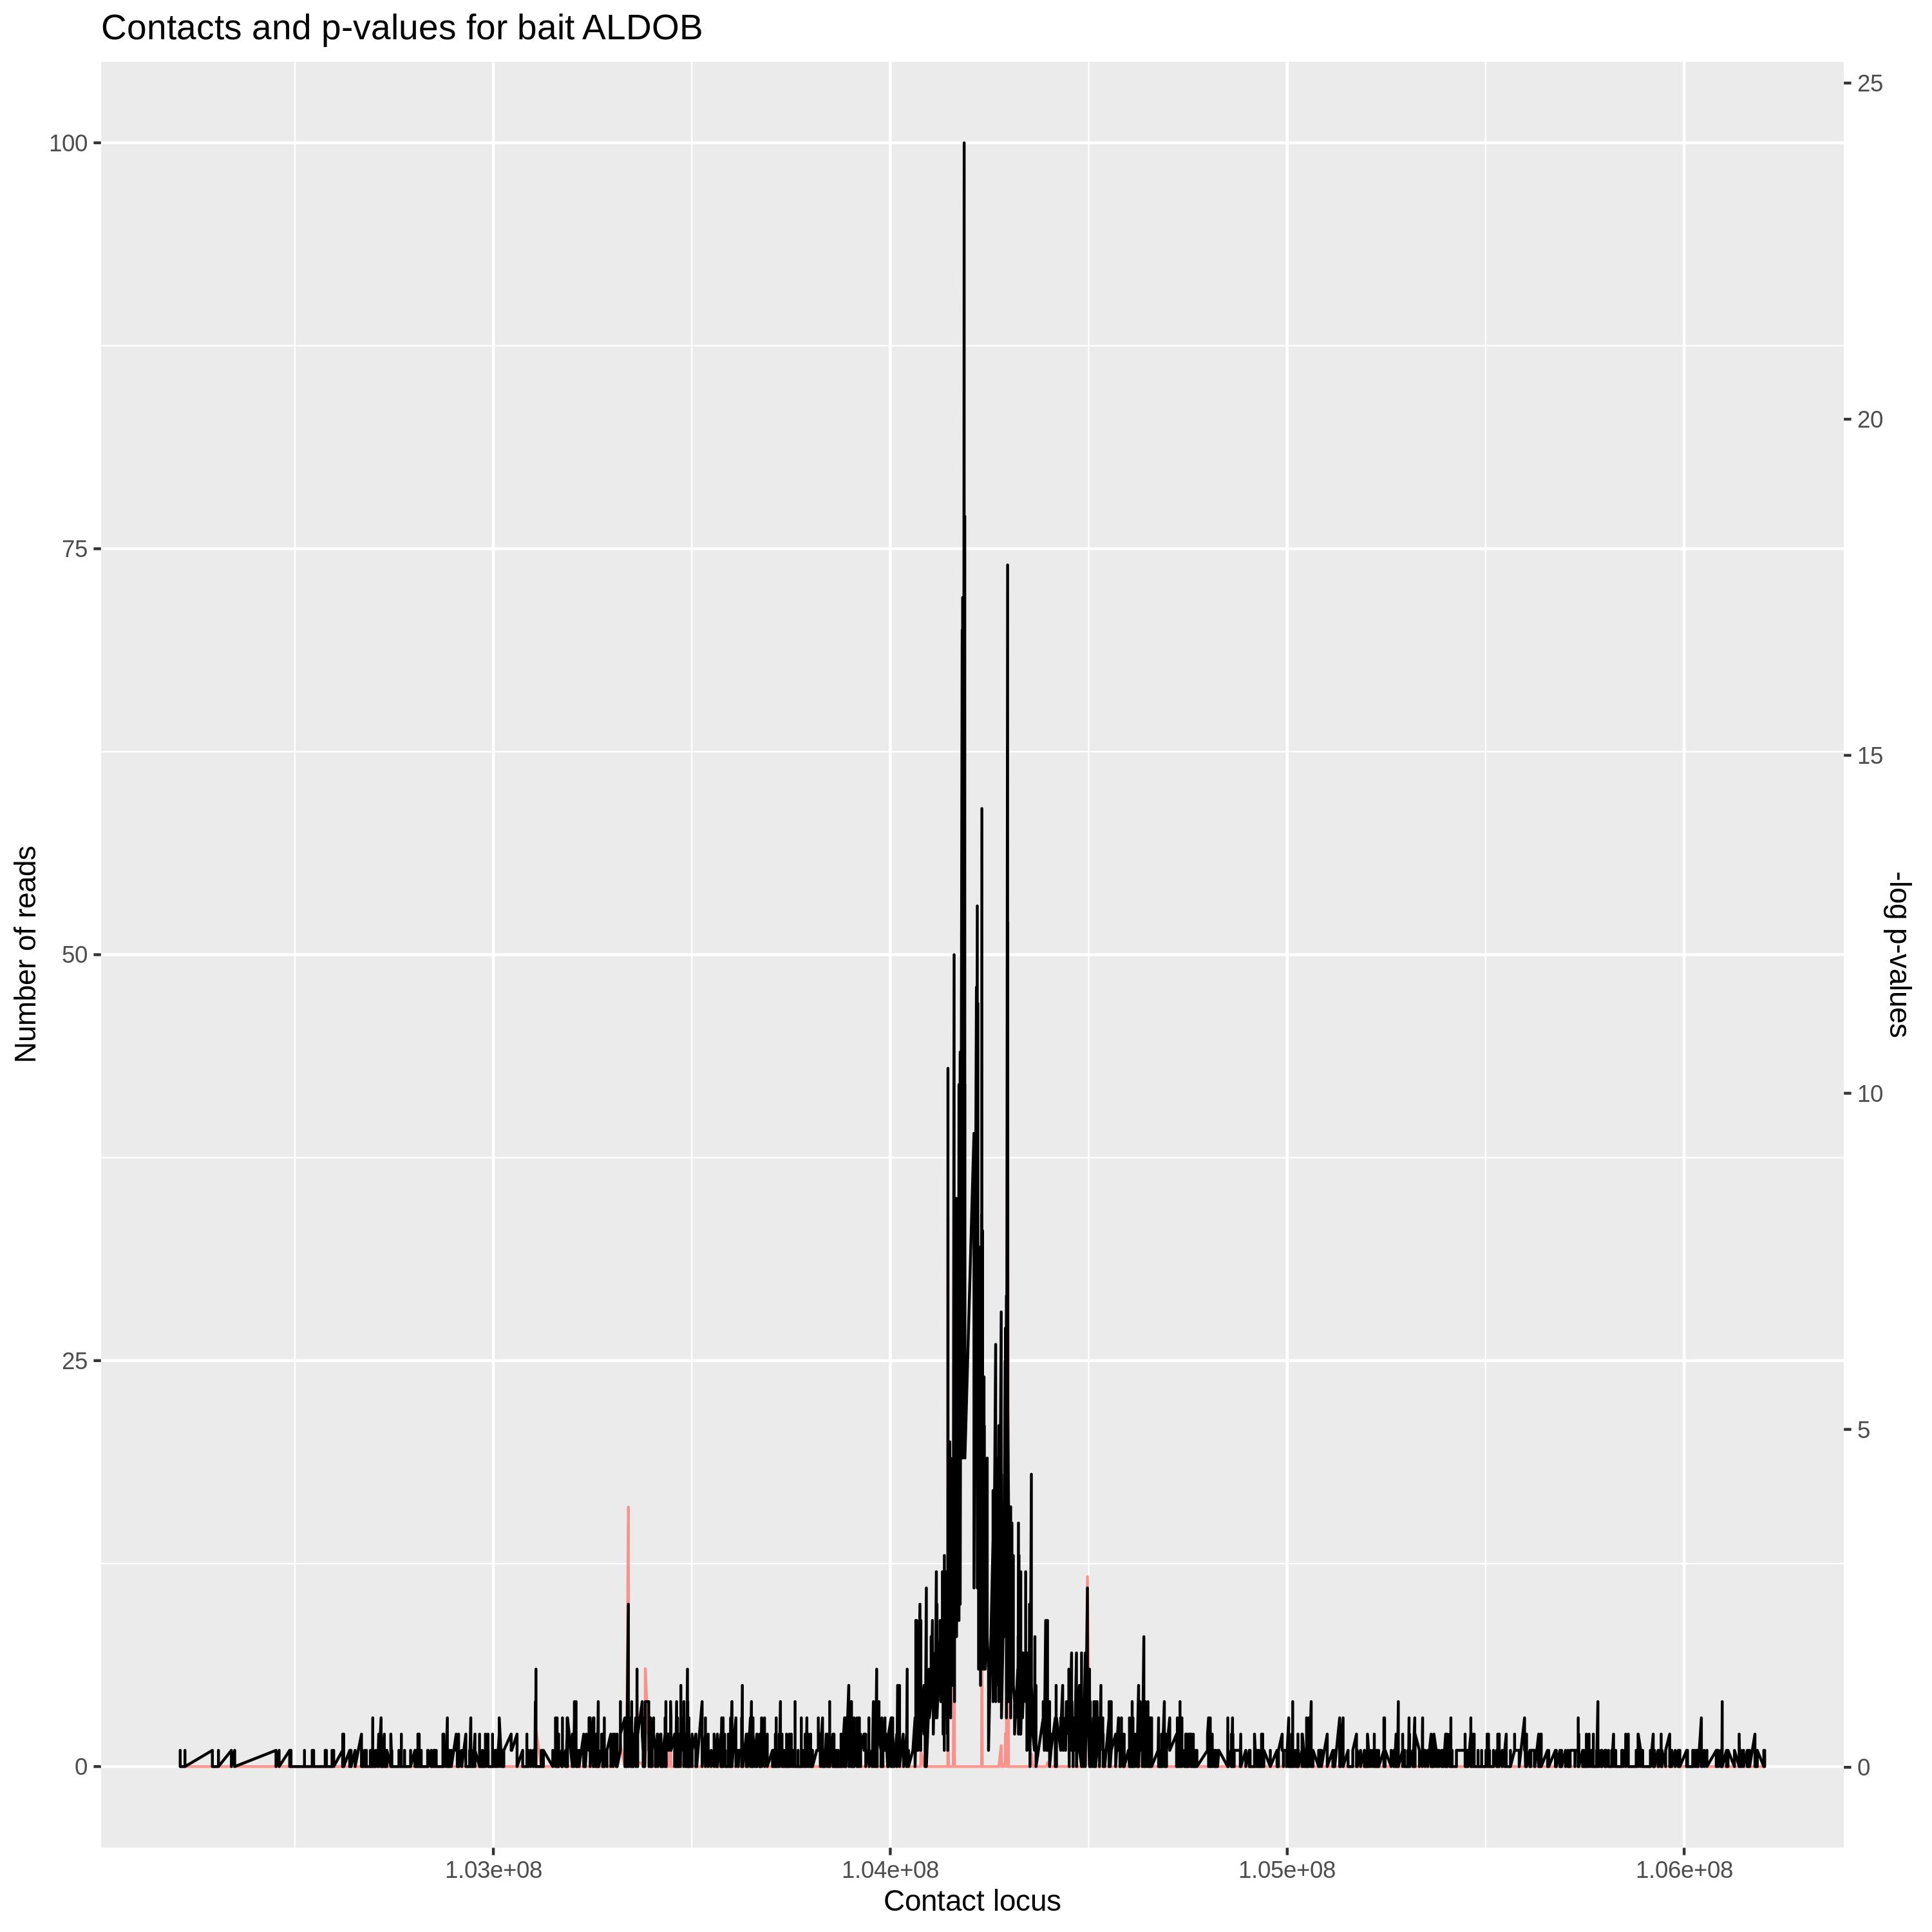 Contacts and p-values for bait ALDOB
100
75
50
25
0
Number of reads
25
20
15
10
5
0
-log p-values
1.03e+08
1.04e+08
1.05e+08
1.06e+08
Contact locus